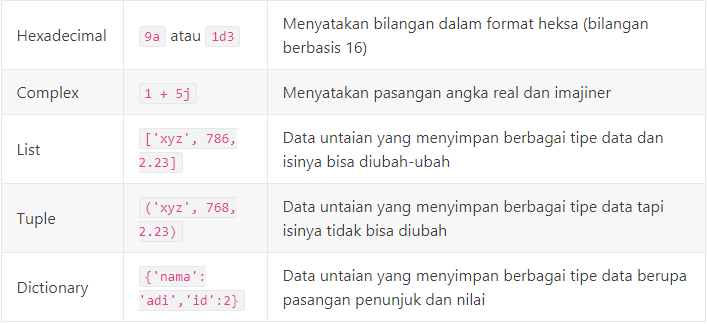 Hexadecimal 9a atau 1d3 Menyatakan bilangan dalam format heksa (bilangan
berbasis 16)
Complex 1 + 5j Menyatakan pasangan angka real dan imajiner
List ['xyz', 786,
2.23] Data untaian yang menyimpan berbagai tipe data dan
isinya bisa diubah-ubah
Tuple ('xyz', 768,
2.23) Data untaian yang menyimpan berbagai tipe data tapi
isinya tidak bisa diubah
Dictionary {'nama':
'adi','id':2} Data untaian yang menyimpan berbagai tipe data berupa
pasangan penunjuk dan nilai